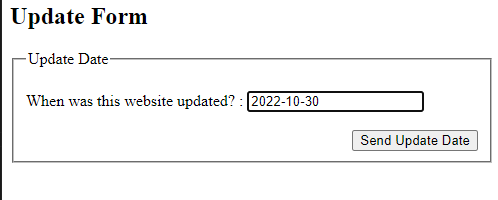 Update Form
Update Date
When was this website updated? : 2022-10-30
Send Update Date